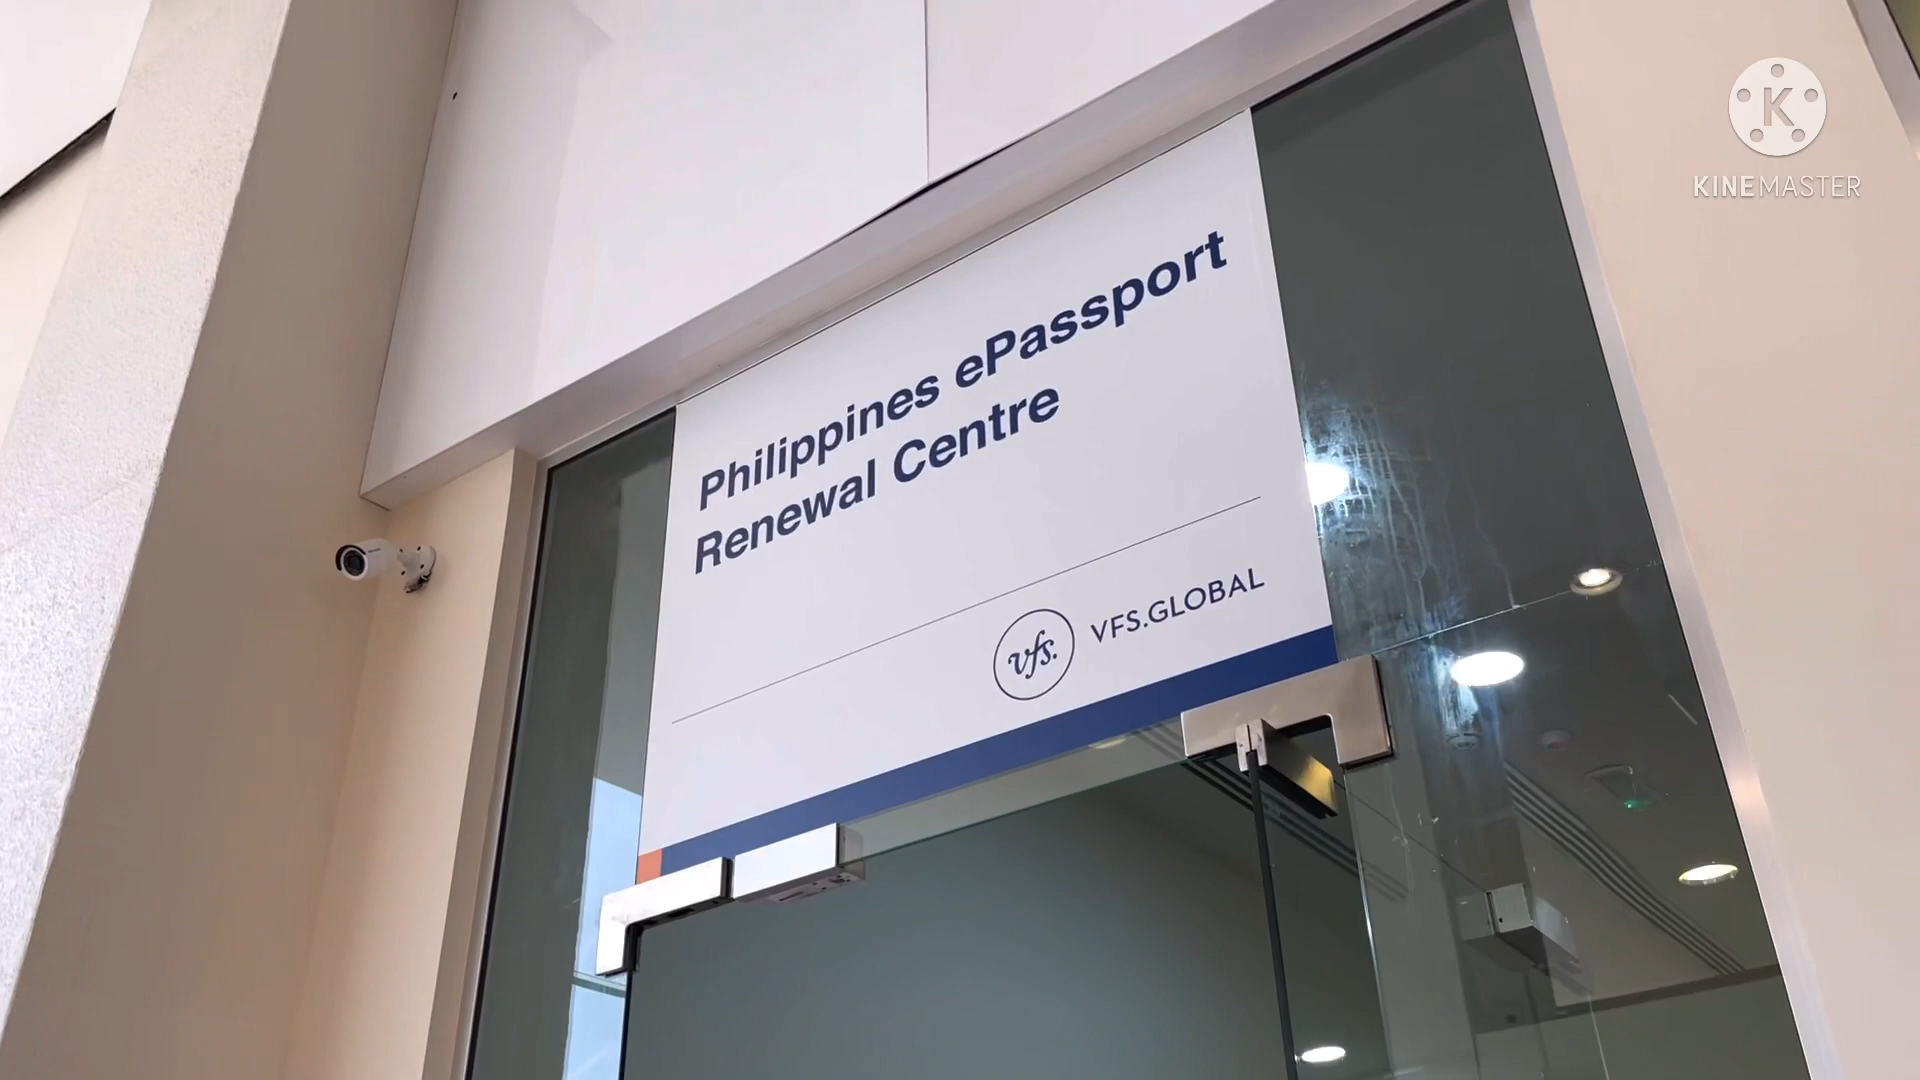 Philippines ePassport
Renewal Centre
vfs.
VFS.GLOBAL
K
KINEMASTER